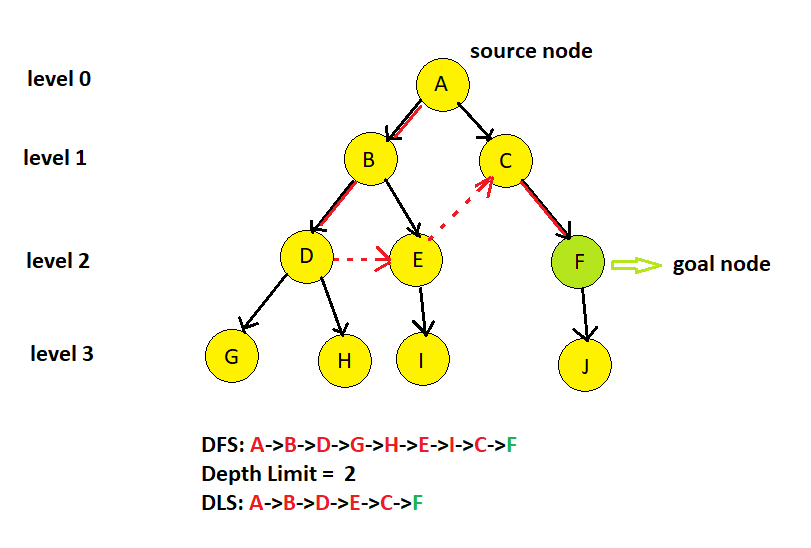 source node
level 0
A
level 1
B
C
level 2
D
E
F
goal node
level 3
G
H
I
J
DFS: A->B->D->G->H->E->I->C->F
Depth Limit = 2
DLS: A->B->D->E->C->F